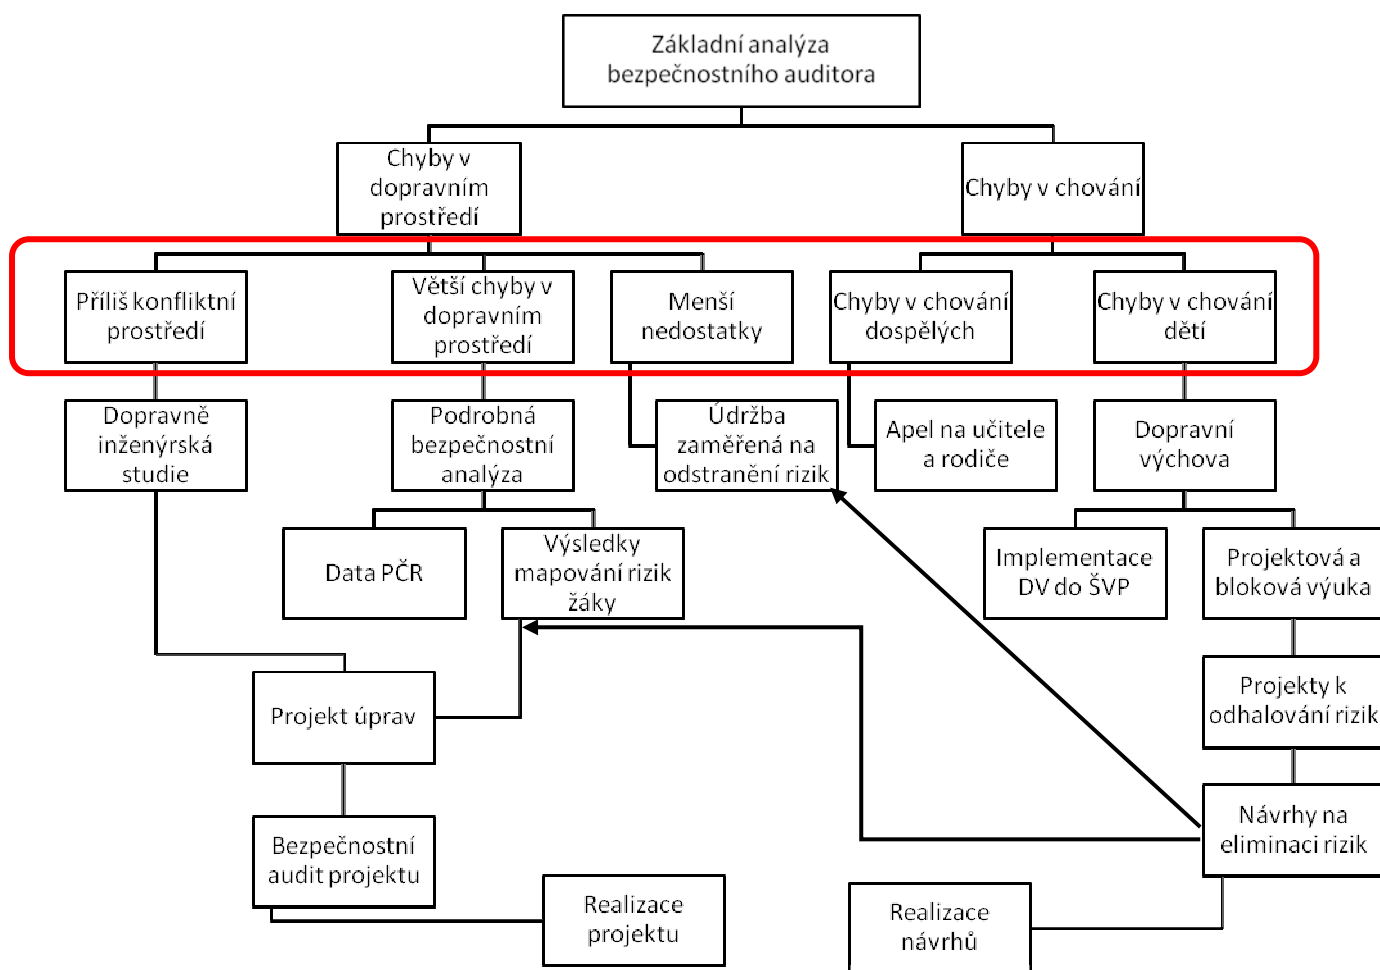 Základní analýza
bezpečnostního auditora
Chyby v
dopravním
prostředí
Chyby v chování
Příliš konfliktní
prostředí
Větší chyby v
dopravním
prostředí
Menší
nedostatky
Chyby v chování
dospělých
Chyby v chování
dětí
Dopravně
inženýrská
studie
Podrobná
bezpečnostní
analýza
Údržba
zaměřená na
odstranění rizik
Apel na učitele
a rodiče
Dopravní
výchova
Data PČR
Výsledky
mapování rizik
žáky
Implementace
DV do ŠVP
Projektová a
bloková výuka
Projekt úprav
Projekty k
odhalování rizik
Bezpečnostní
audit projektu
Návrhy na
eliminaci rizik
Realizace
projektu
Realizace
návrhů